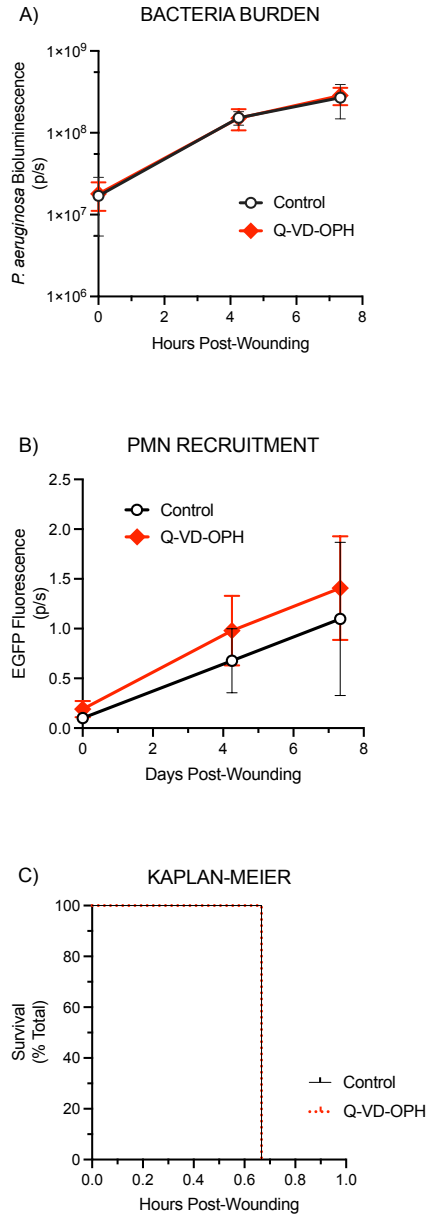 A) BACTERIA BURDEN
1×10⁹
1×10⁸
1×10⁷
1×10⁶
P. aeruginosa Bioluminescence
(p/s)
Control
Q-VD-OPH
0 2 4 6 8
Hours Post-Wounding
B) PMN RECRUITMENT
2.5
2.0
1.5
1.0
0.5
0.0
EGFP Fluorescence
(p/s)
Control
Q-VD-OPH
0 2 4 6 8
Days Post-Wounding
C) KAPLAN-MEIER
100
80
60
40
20
0
Survival
(% Total)
Control
Q-VD-OPH
0.0 0.2 0.4 0.6 0.8 1.0
Hours Post-Wounding